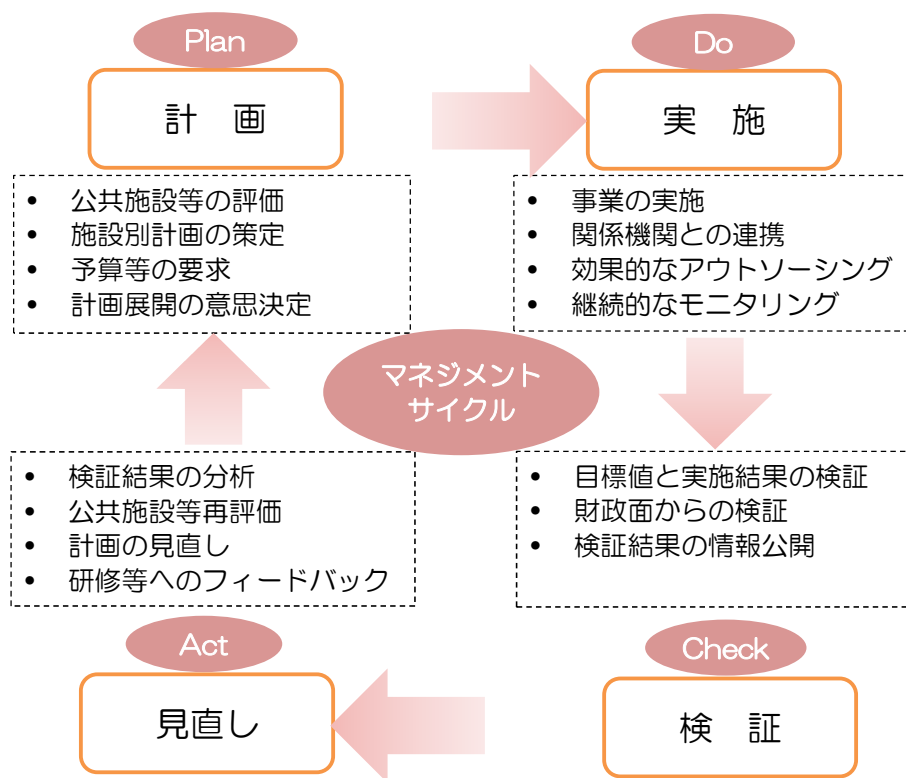 Plan
計　画
• 公共施設等の評価
• 施設別計画の策定
• 予算等の要求
• 計画展開の意思決定
Do
実　施
• 事業の実施
• 関係機関との連携
• 効果的なアウトソーシング
• 継続的なモニタリング
マネジメント
サイクル
• 目標値と実施結果の検証
• 財政面からの検証
• 検証結果の情報公開
Check
検　証
• 検証結果の分析
• 公共施設等再評価
• 計画の見直し
• 研修等へのフィードバック
Act
見直し